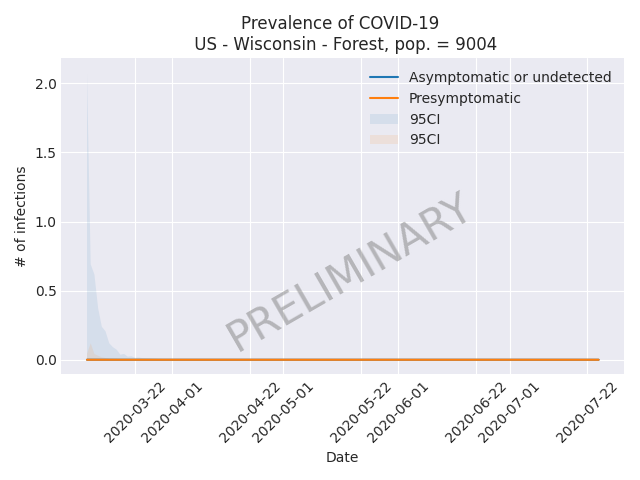 Prevalence of COVID-19
US - Wisconsin - Forest, pop. = 9004
Asymptomatic or undetected
Presymptomatic
95CI
95CI
2.0
1.5
1.0
0.5
0.0
# of infections
PRELIMINARY
2020-03-22
2020-04-01
2020-04-22
2020-05-01
2020-05-22
2020-06-01
2020-06-22
2020-07-01
2020-07-22
Date